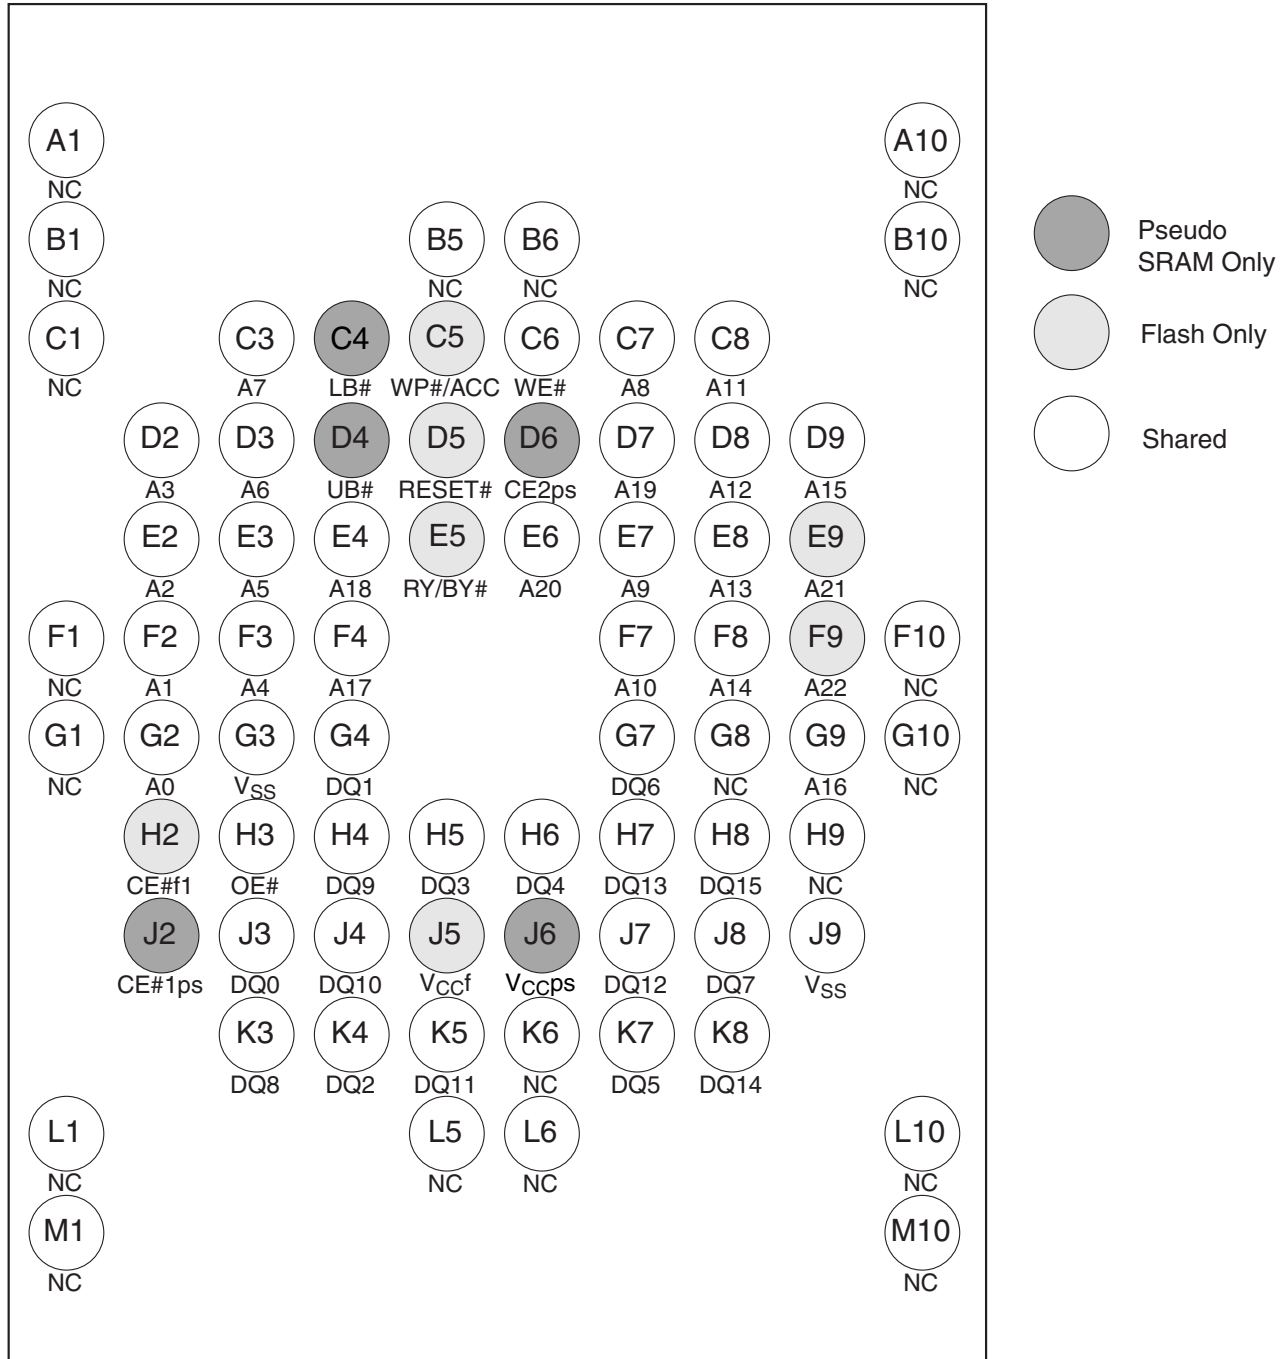 A1 A10
NC NC
B1 B5 B6 B10
NC NC NC NC
C1 C3 C4 C5 C6 C7 C8
NC A7 LB# WP#/ACC WE# A8 A11
D2 D3 D4 D5 D6 D7 D8 D9
A3 A6 UB# RESET# CE2ps A19 A12 A15
E2 E3 E4 E5 E6 E7 E8 E9
A2 A5 A18 RY/BY# A20 A9 A13 A21
F1 F2 F3 F4 F7 F8 F9 F10
NC A1 A4 A17 A10 A14 A22 NC
G1 G2 G3 G4 G7 G8 G9 G10
NC A0 VSS DQ1 DQ6 NC A16 NC
H2 H3 H4 H5 H6 H7 H8 H9
CE#f1 OE# DQ9 DQ3 DQ4 DQ13 DQ15 NC
J2 J3 J4 J5 J6 J7 J8 J9
CE#1ps DQ0 DQ10 VCCf VCCps DQ12 DQ7 VSS
K3 K4 K5 K6 K7 K8
DQ8 DQ2 DQ11 NC DQ5 DQ14
L1 L5 L6 L10
NC NC NC NC
M1 M10
NC NC
Pseudo
SRAM Only
Flash Only
Shared